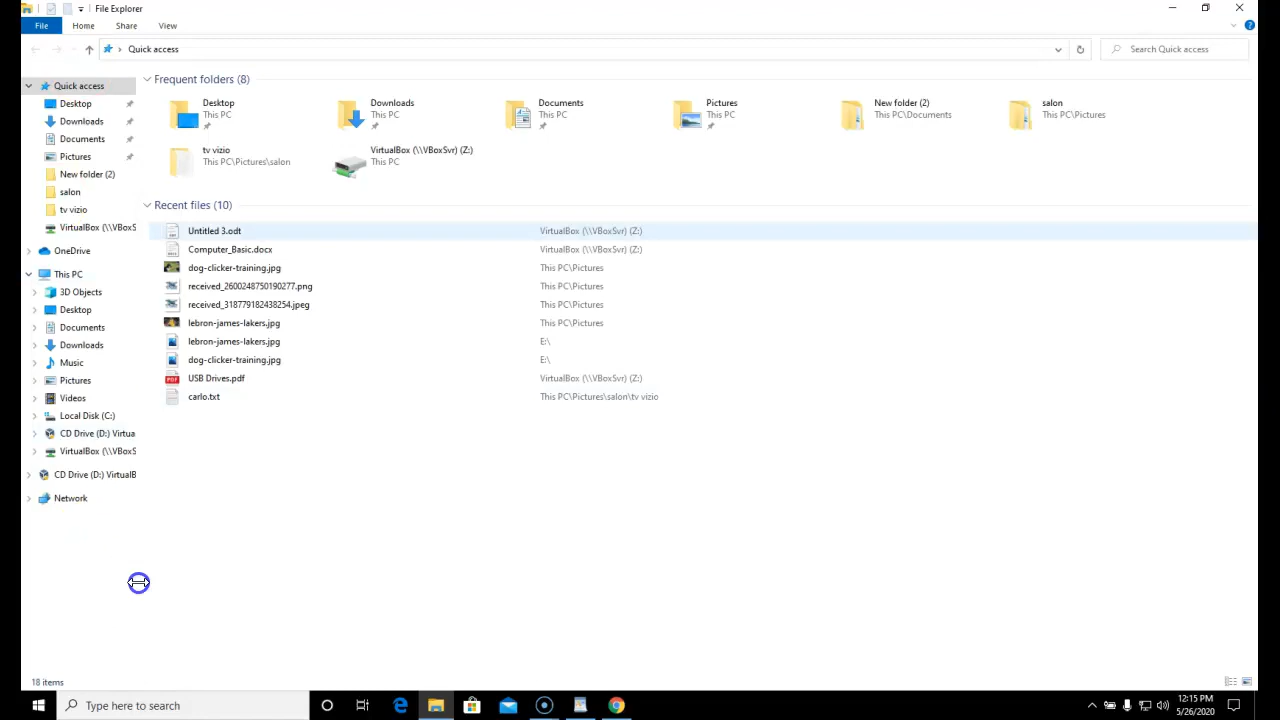 File Explorer
File Home Share View
Quick access
Search Quick access
Quick access
Desktop
Downloads
Documents
Pictures
New folder (2)
salon
tv vizio
VirtualBox (\\VBoxS
OneDrive
This PC
3D Objects
Desktop
Documents
Downloads
Music
Pictures
Videos
Local Disk (C:)
CD Drive (D:) Virtua
VirtualBox (\\VBoxS
CD Drive (D:) VirtualB
Network
Frequent folders (8)
Desktop
This PC
Downloads
This PC
Documents
This PC
Pictures
This PC
New folder (2)
This PC\Documents
salon
This PC\Pictures
tv vizio
This PC\Pictures\salon
VirtualBox (\\VBoxSvr) (Z:)
This PC
Recent files (10)
Untitled 3.odt VirtualBox (\\VBoxSvr) (Z:)
Computer_Basic.docx VirtualBox (\\VBoxSvr) (Z:)
dog-clicker-training.jpg This PC\Pictures
received_2600248750190277.png This PC\Pictures
received_318779182438254.jpeg This PC\Pictures
lebron-james-lakers.jpg This PC\Pictures
lebron-james-lakers.jpg E:\
dog-clicker-training.jpg E:\
USB Drives.pdf VirtualBox (\\VBoxSvr) (Z:)
carlo.txt This PC\Pictures\salon\tv vizio
18 items
Type here to search
12:15 PM
5/26/2020